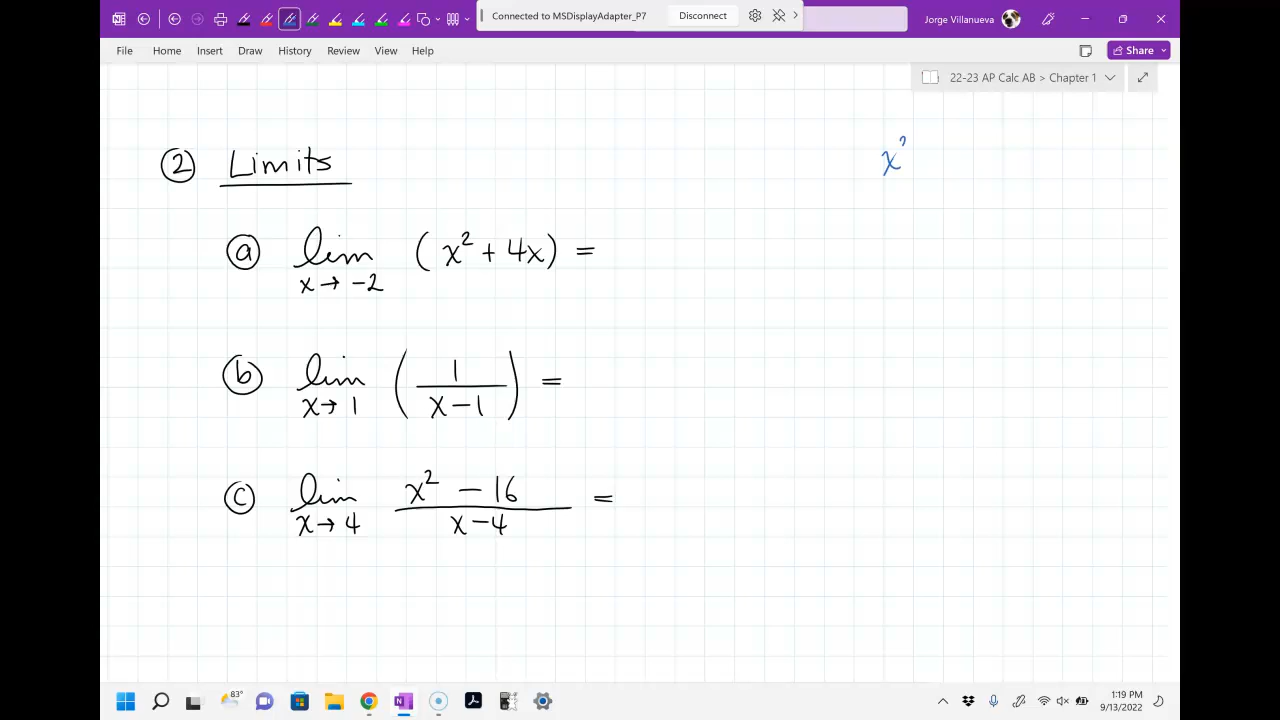 Connected to MSDisplayAdapter_P7 Disconnect
Jorge Villanueva
File Home Insert Draw History Review View Help Share
22-23 AP Calc AB > Chapter 1
② Limits
ⓐ lim x→-2 (x² + 4x) =
ⓑ lim x→1 (1/(x-1)) =
ⓒ lim x→4 (x² - 16)/(x-4) =
83°
1:19 PM
9/13/2022